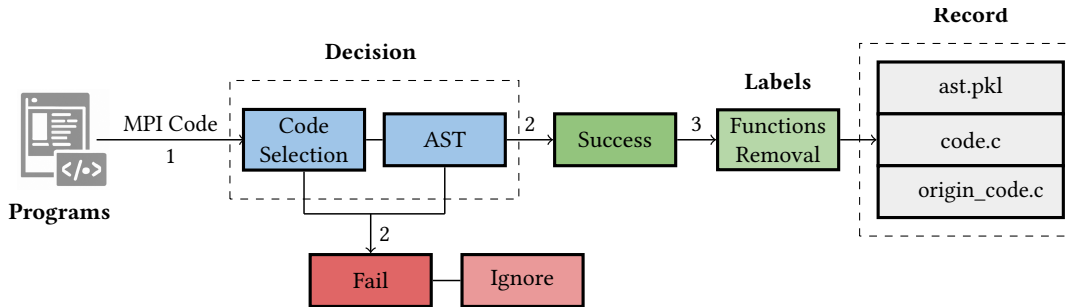 Record
Decision
ast.pkl
Labels
MPI Code
1
Code
Selection
AST
2
Success
3
Functions
Removal
code.c
</>
Programs
origin_code.c
2
Fail
Ignore